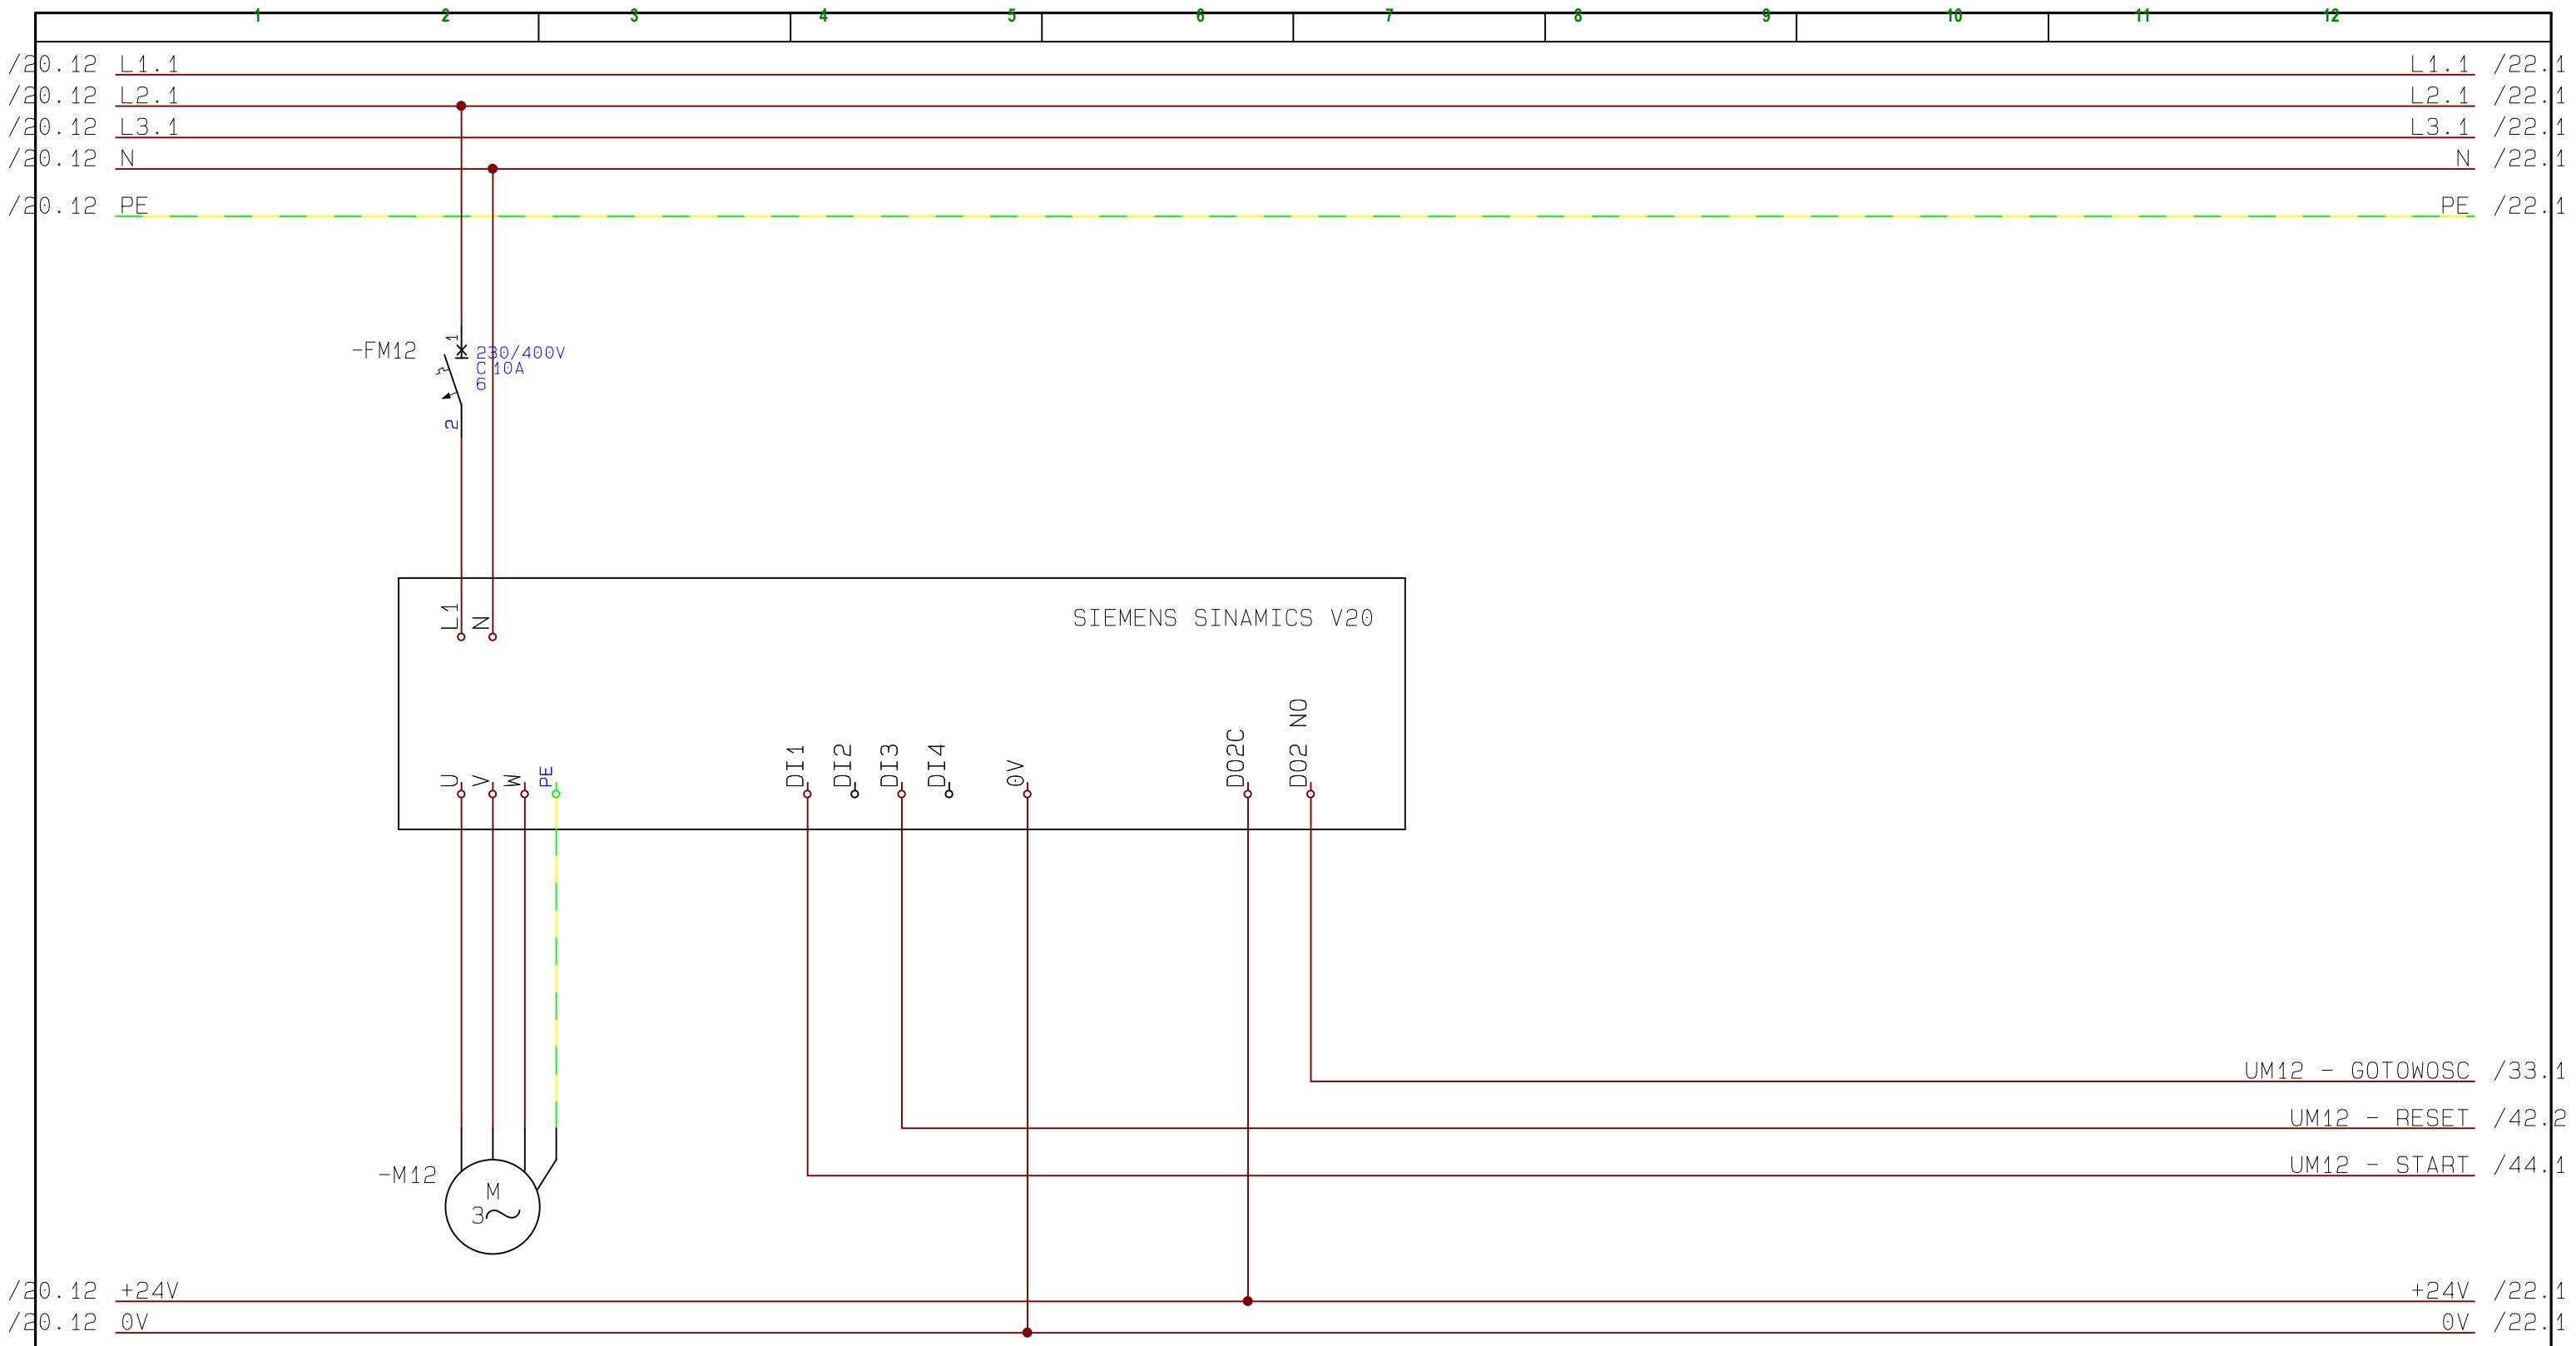 1 2 3 4 5 6 7 8 9 10 11 12
/20.12 L1.1 L1.1 /22.1
/20.12 L2.1 L2.1 /22.1
/20.12 L3.1 L3.1 /22.1
/20.12 N N /22.1
/20.12 PE PE /22.1
1
-FM12 230/400V
C 10A
6
2
L1 N SIEMENS SINAMICS V20
U V W PE DI1 DI2 DI3 DI4 0V DO2C DO2 NO
UM12 - GOTOWOSC /33.1
UM12 - RESET /42.2
UM12 - START /44.1
-M12
M
3~
/20.12 +24V +24V /22.1
/20.12 0V 0V /22.1